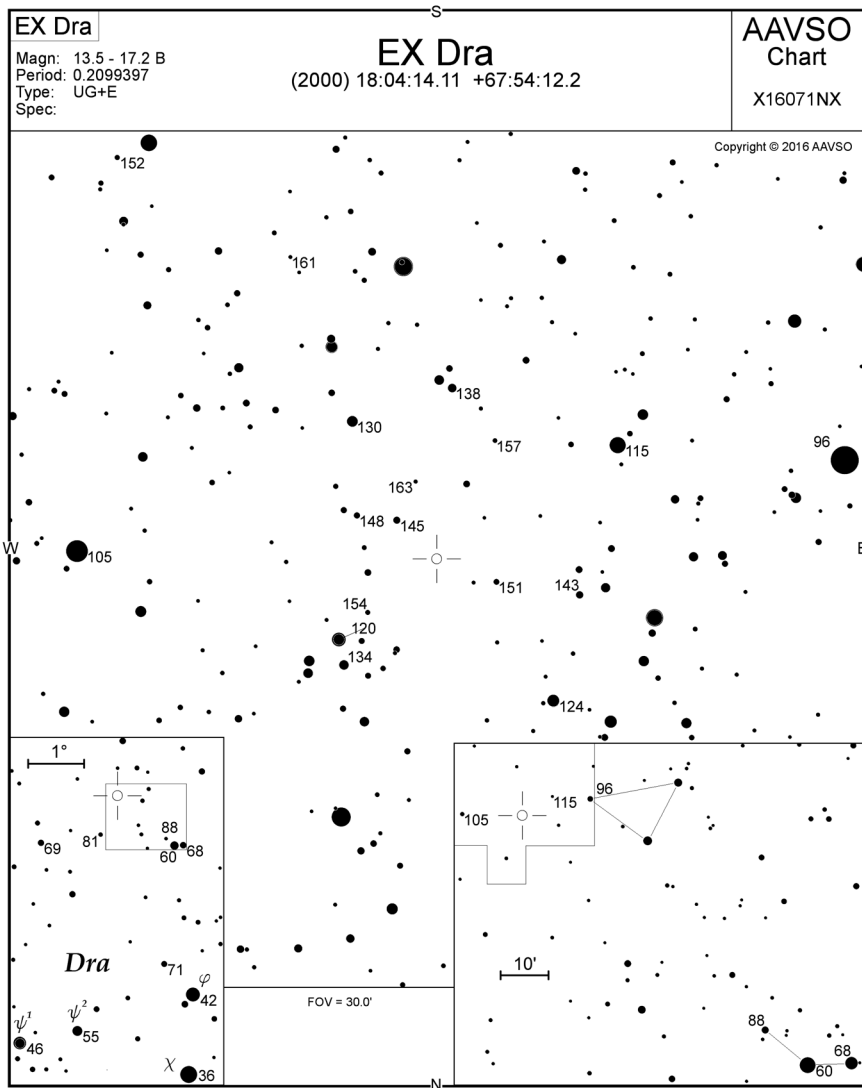 S
EX Dra
Magn: 13.5 - 17.2 B
Period: 0.2099397
Type: UG+E
Spec:
EX Dra
(2000) 18:04:14.11 +67:54:12.2
AAVSO
Chart
X16071NX
Copyright © 2016 AAVSO
152
161
138
130
157
115
96
163
148
145
W
E
105
151
143
154
120
134
124
1°
88
81
69
60
68
Dra
71
φ
42
ψ¹
ψ²
55
46
χ
36
FOV = 30.0'
N
96
115
105
10'
88
68
60